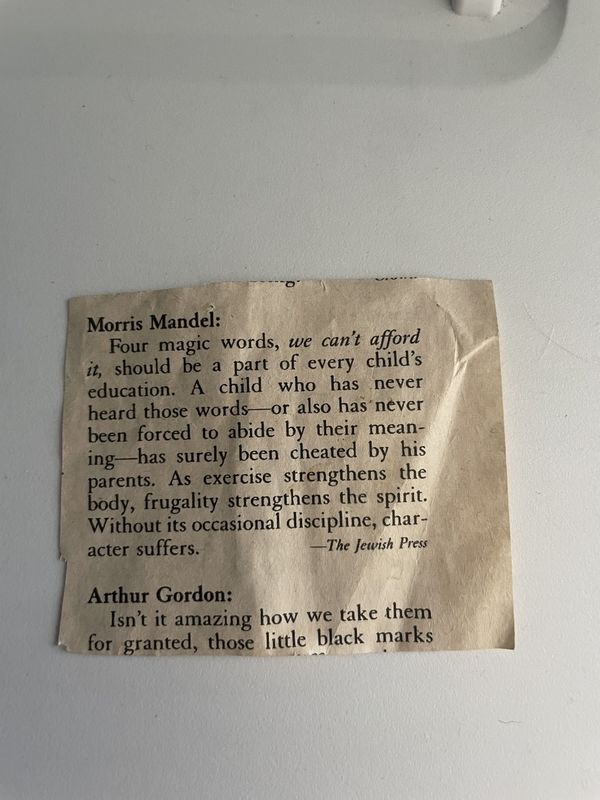 Morris Mandel:
Four magic words, we can't afford
it, should be a part of every child's
education. A child who has never
heard those words—or also has never
been forced to abide by their mean-
ing—has surely been cheated by his
parents. As exercise strengthens the
body, frugality strengthens the spirit.
Without its occasional discipline, char-
acter suffers. —The Jewish Press
Arthur Gordon:
Isn't it amazing how we take them
for granted, those little black marks